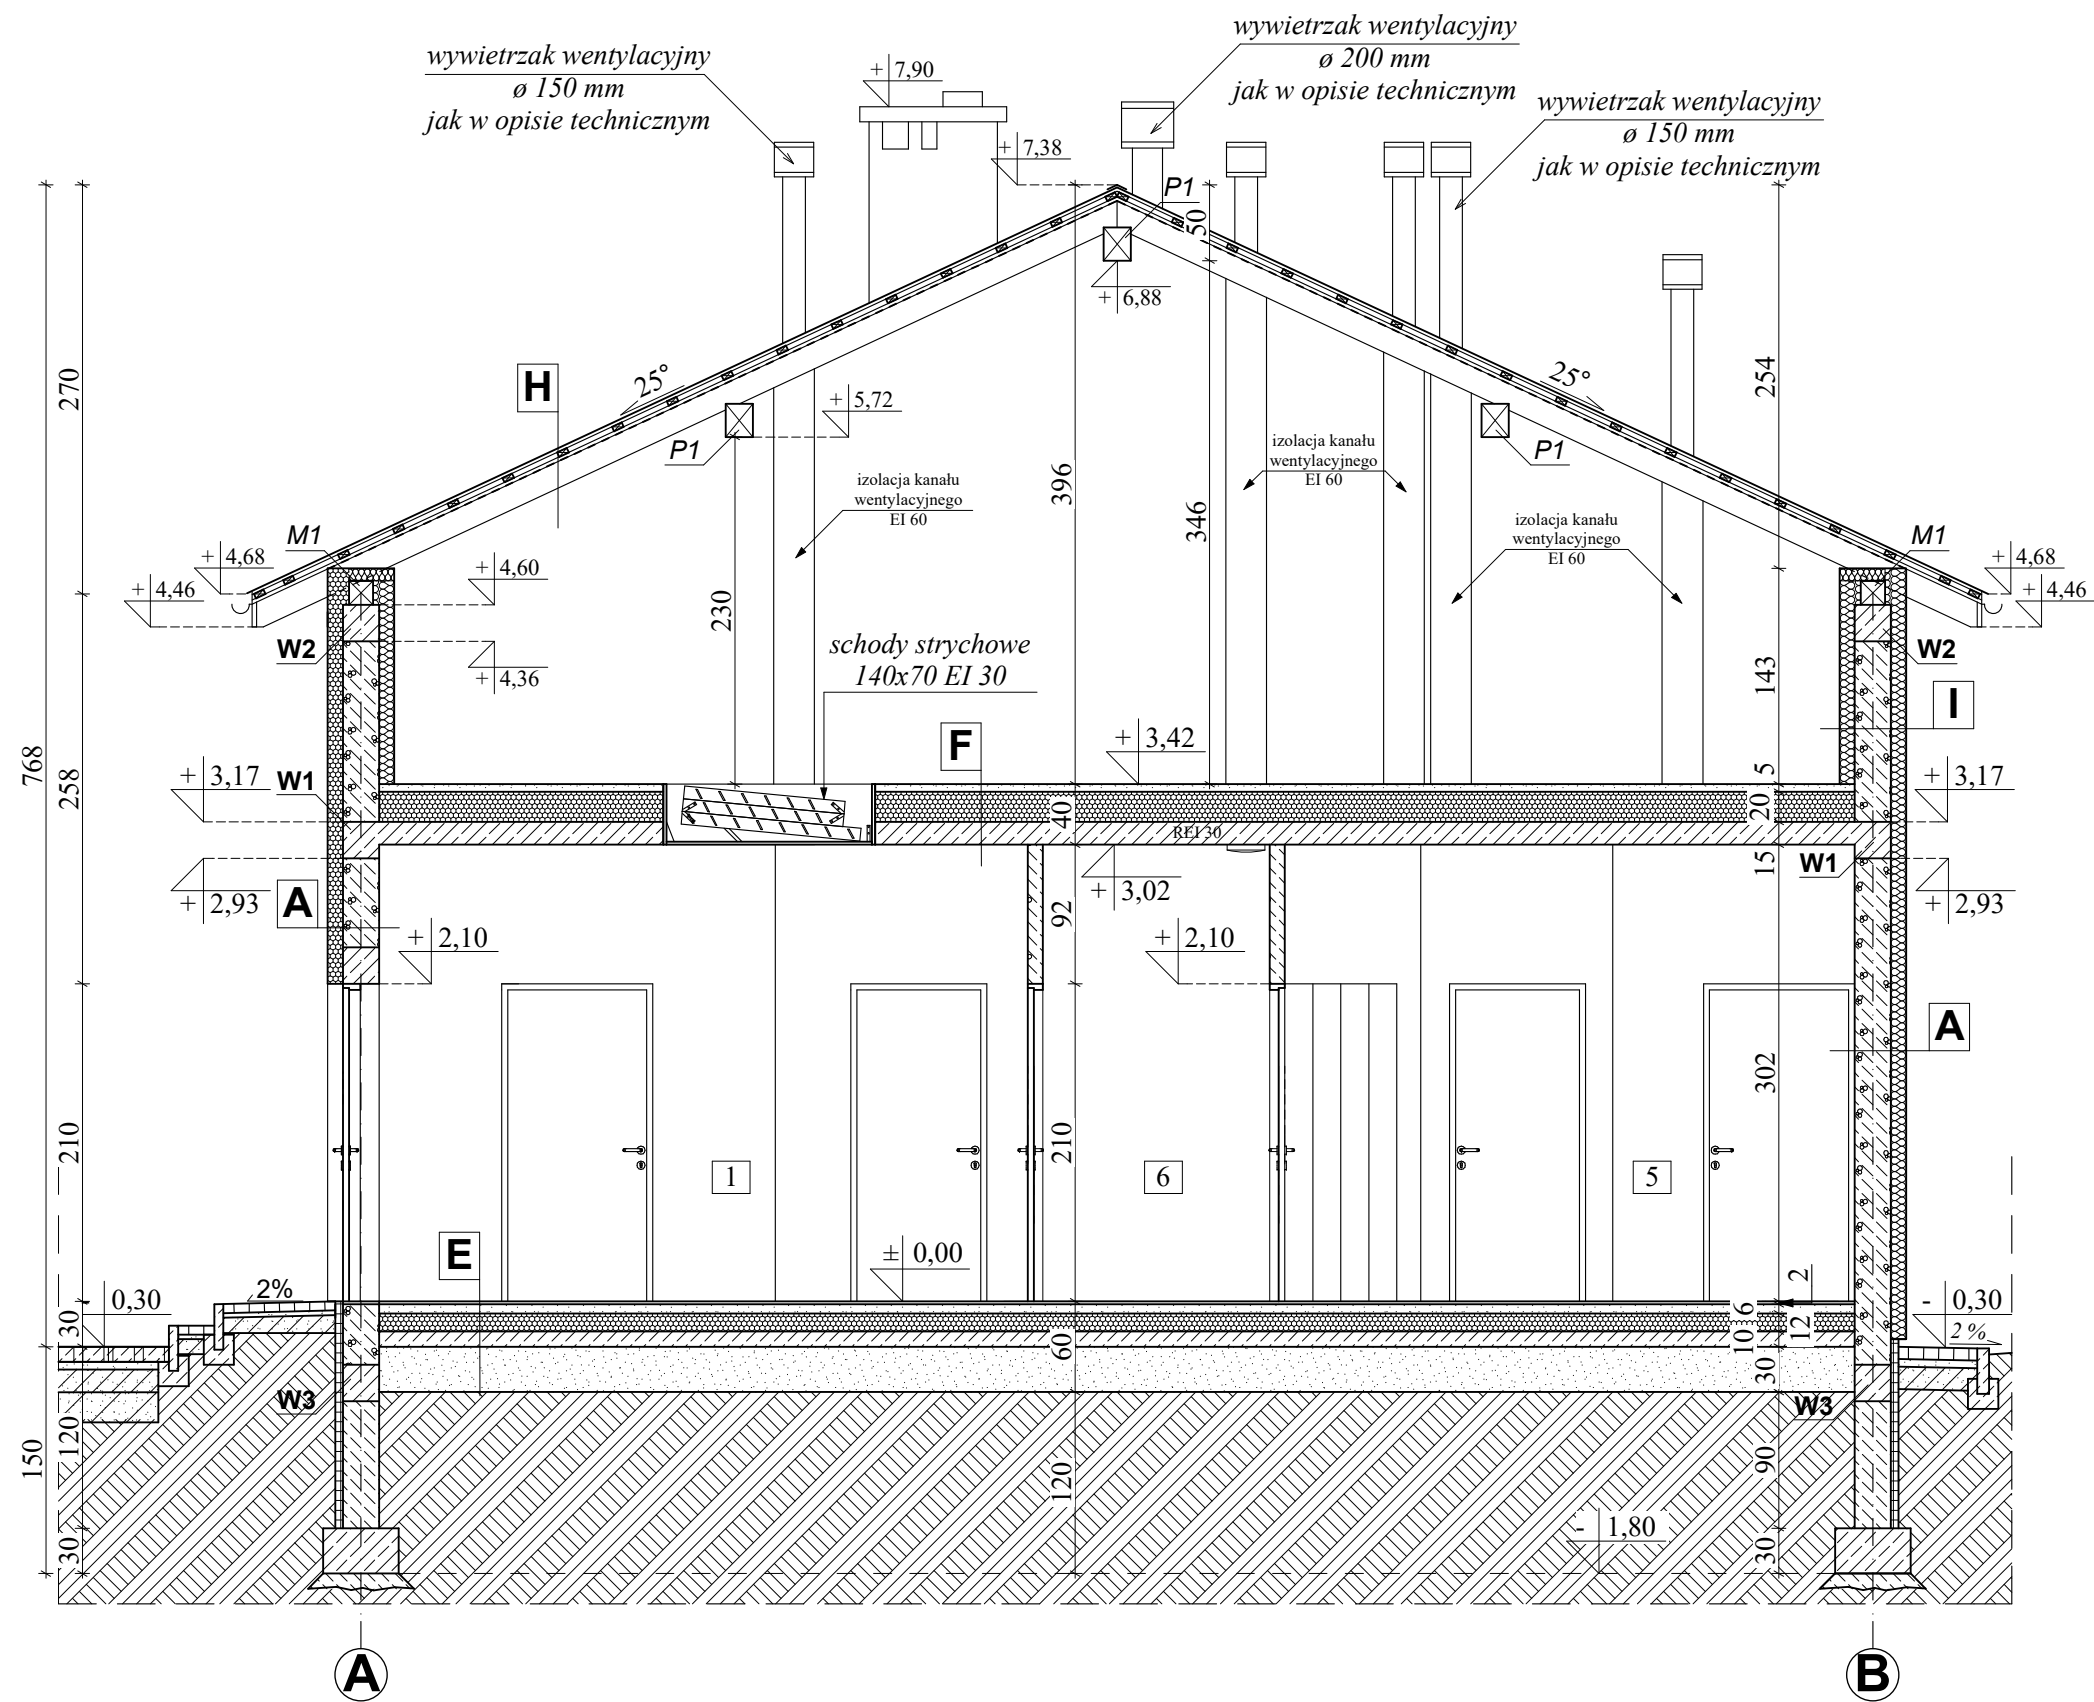 wywietrzak wentylacyjny
ø 150 mm
jak w opisie technicznym
+ 7,90
wywietrzak wentylacyjny
ø 200 mm
jak w opisie technicznym
wywietrzak wentylacyjny
ø 150 mm
jak w opisie technicznym
+ 7,38
P1
50
+ 6,88
270
H
25°
25°
254
+ 5,72
P1
P1
396
346
izolacja kanału
wentylacyjnego
EI 60
izolacja kanału
wentylacyjnego
EI 60
izolacja kanału
wentylacyjnego
EI 60
M1
M1
+ 4,68
+ 4,46
+ 4,60
+ 4,68
+ 4,46
230
W2
+ 4,36
schody strychowe
140x70 EI 30
W2
143
I
768
258
+ 3,17
W1
F
+ 3,42
5
20
+ 3,17
40
REI 30
15
W1
+ 2,93
A
+ 3,02
92
+ 2,93
+ 2,10
+ 2,10
A
302
210
210
1
6
5
E
± 0,00
2
2%
30
0,30
60
6
12
10
30
- 0,30
2%
W3
W3
120
150
120
90
- 1,80
30
30
A
B